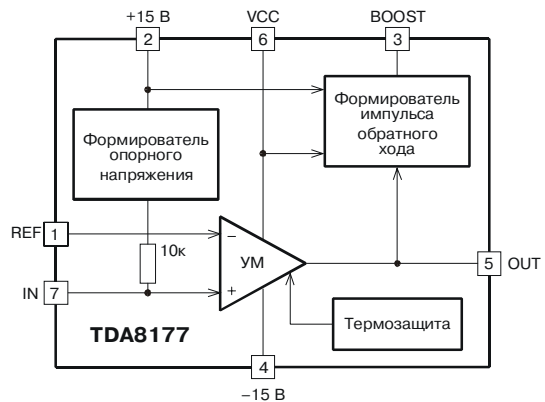 +15 В
VCC
BOOST
2
6
3
Формирователь
опорного
напряжения
Формирователь
импульса
обратного
хода
REF
1
10к
−
УМ
+
IN
7
5
OUT
TDA8177
Термозащита
4
−15 В